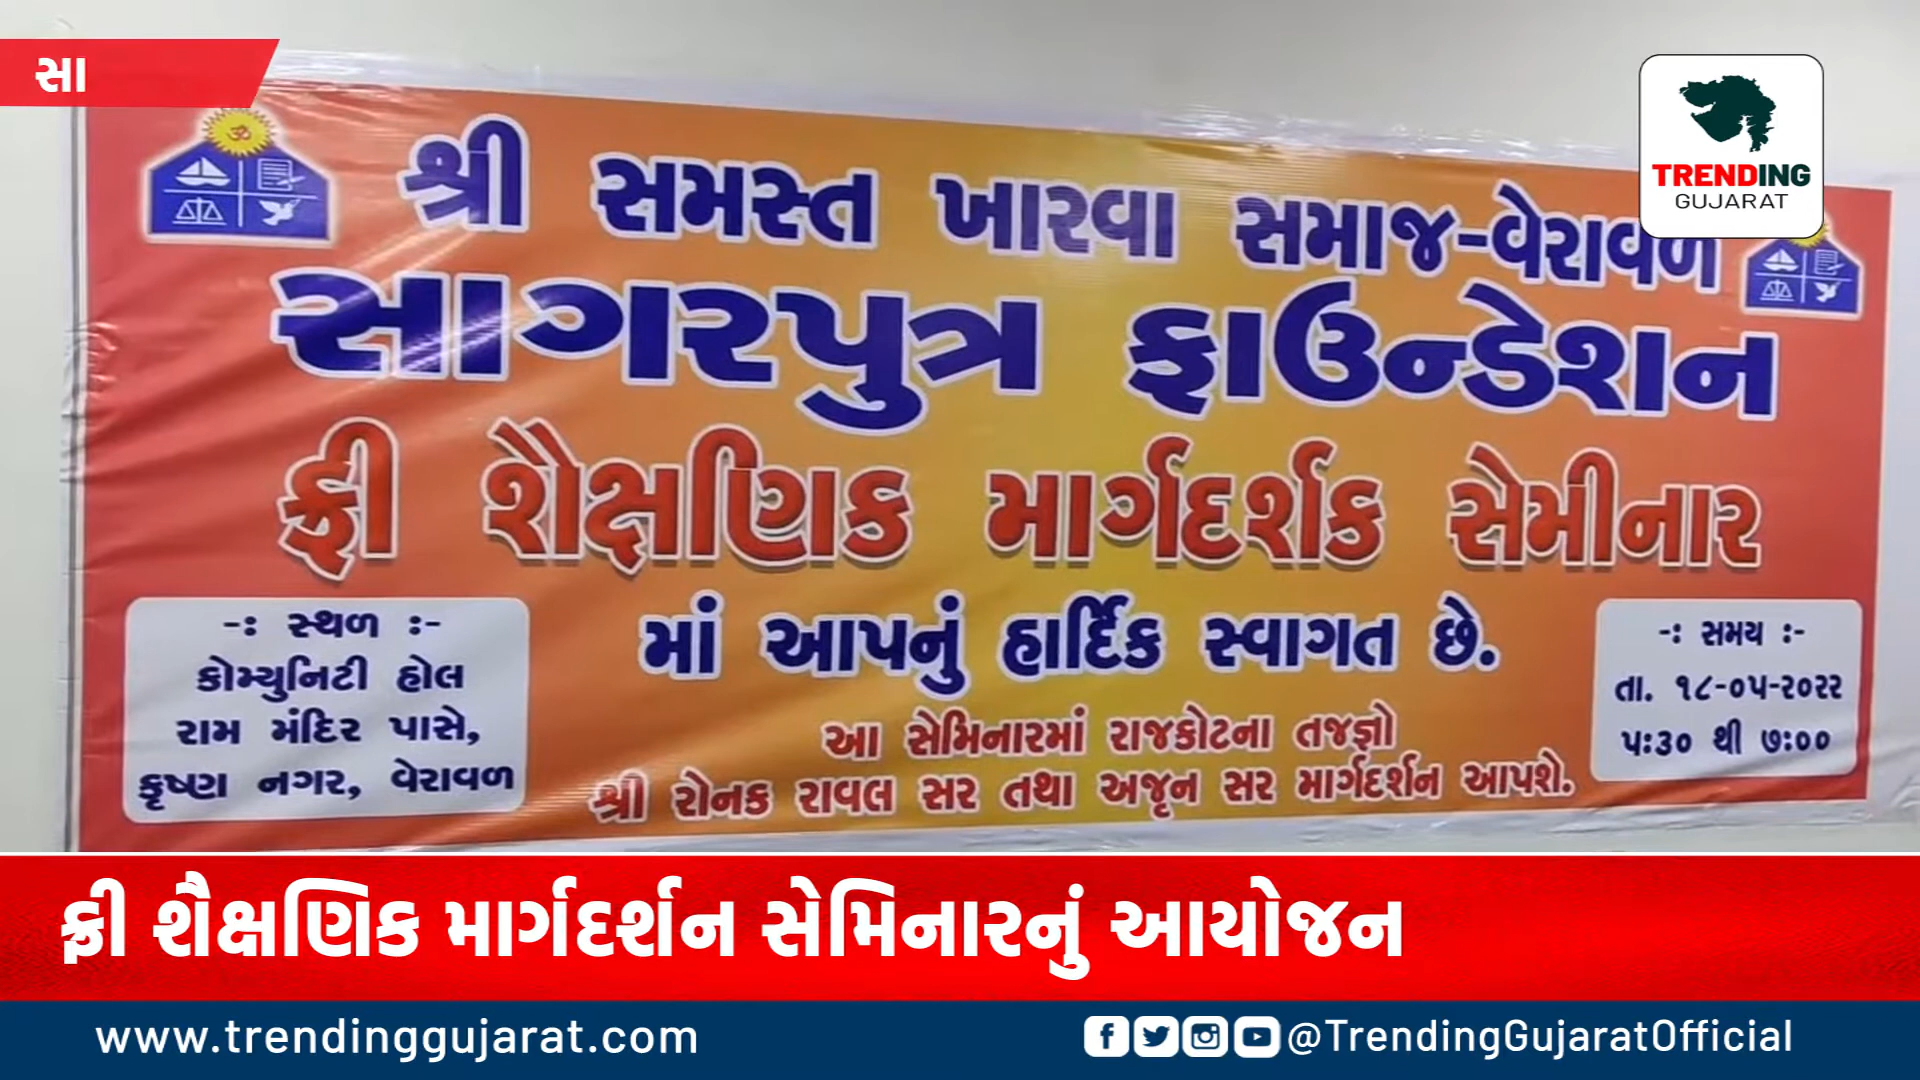 સા
TRENDING
GUJARAT
શ્રી સમસ્ત ખારવા સમાજ-વેરાવળ
સાગરપુત્ર ફાઉન્ડેશન
ફ્રી શૈક્ષણિક માર્ગદર્શક સેમીનાર
માં આપનું હાર્દિક સ્વાગત છે.
-: સ્થળ :-
કોમ્યુનિટી હોલ
રામ મંદિર પાસે,
કૃષ્ણ નગર, વેરાવળ
આ સેમિનારમાં રાજકોટના તજજ્ઞો
શ્રી રોનક રાવલ સર તથા અજૃન સર માર્ગદર્શન આપશે.
-: સમય :-
તા. ૧૮-૦૫-૨૦૨૨
૫:૩૦ થી ૭:૦૦
ફ્રી શૈક્ષણિક માર્ગદર્શન સેમિનારનું આયોજન
www.trendinggujarat.com
@TrendingGujaratOfficial